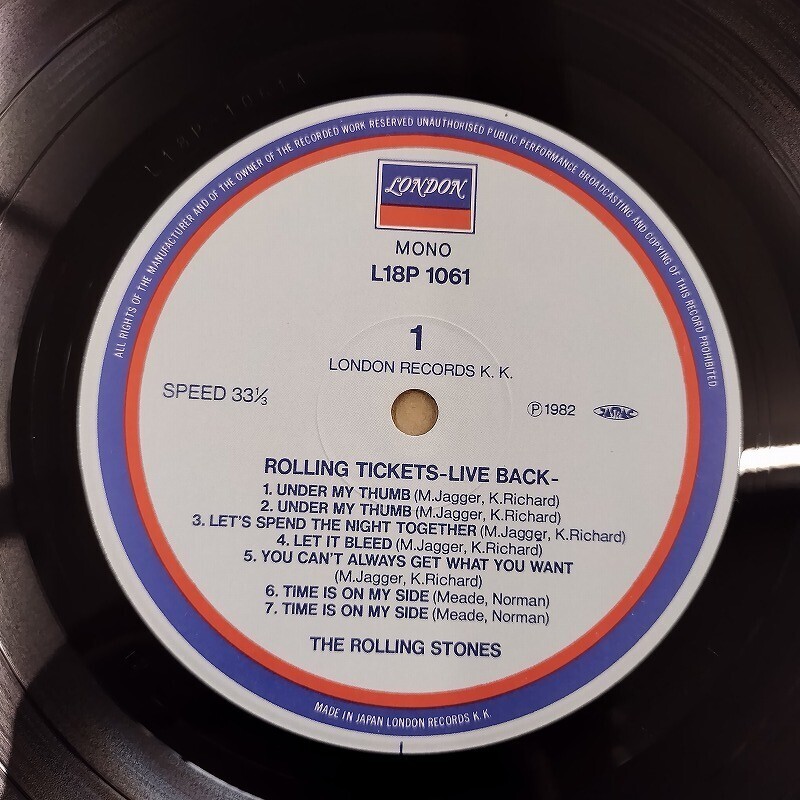 L18P 1061A
ALL RIGHTS OF THE MANUFACTURER AND OF THE OWNER OF THE RECORDED WORK RESERVED UNAUTHORISED PUBLIC PERFORMANCE BROADCASTING AND COPYING OF THIS RECORD PROHIBITED
LONDON
MONO
L18P 1061
1
LONDON RECORDS K. K.
SPEED 33⅓
Ⓟ1982
JASRAC
ROLLING TICKETS-LIVE BACK-
1. UNDER MY THUMB (M.Jagger, K.Richard)
2. UNDER MY THUMB (M.Jagger, K.Richard)
3. LET'S SPEND THE NIGHT TOGETHER (M.Jagger, K.Richard)
4. LET IT BLEED (M.Jagger, K.Richard)
5. YOU CAN'T ALWAYS GET WHAT YOU WANT
(M.Jagger, K.Richard)
6. TIME IS ON MY SIDE (Meade, Norman)
7. TIME IS ON MY SIDE (Meade, Norman)
THE ROLLING STONES
MADE IN JAPAN LONDON RECORDS K. K.